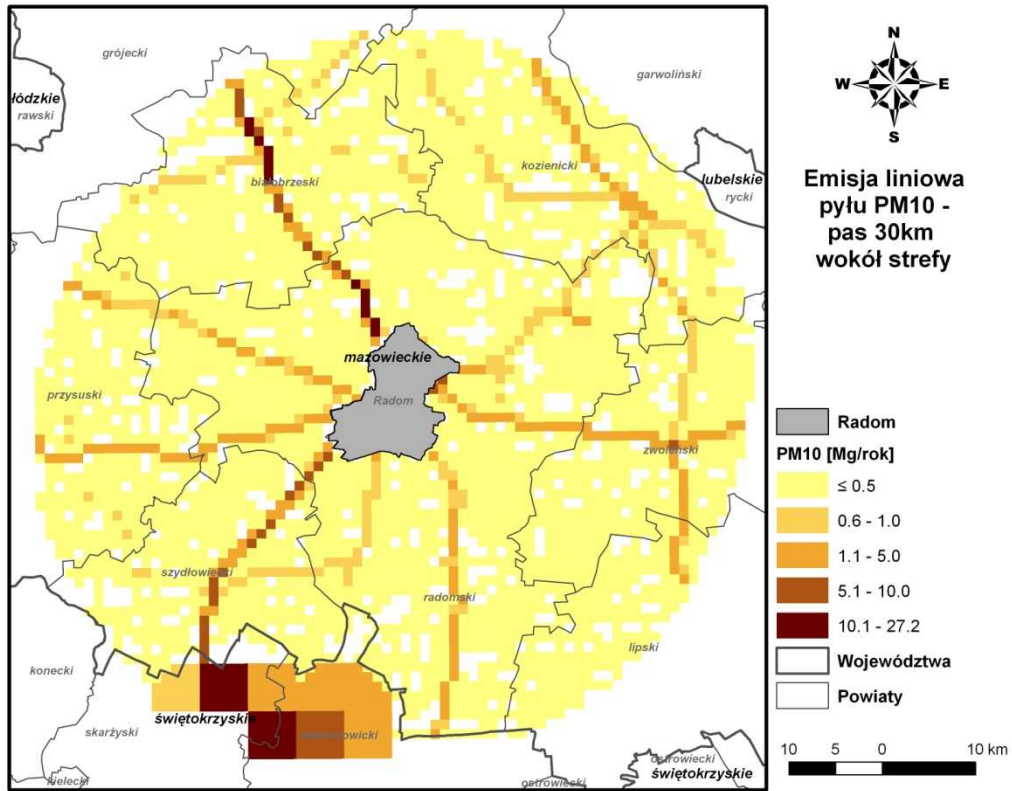 grójecki
garwoliński
łódzkie
rawski
białobrzeski
kozienicki
lubelskie
rycki
mazowieckie
Radom
przysuski
zwoleński
szydłowiecki
radomski
lipski
konecki
świętokrzyskie
skarżyski
kielecki
ostrowiecki
ostrowiecki
świętokrzyskie
N
W E
S
Emisja liniowa
pyłu PM10 -
pas 30km
wokół strefy
Radom
PM10 [Mg/rok]
≤ 0.5
0.6 - 1.0
1.1 - 5.0
5.1 - 10.0
10.1 - 27.2
Województwa
Powiaty
10 5 0 10 km